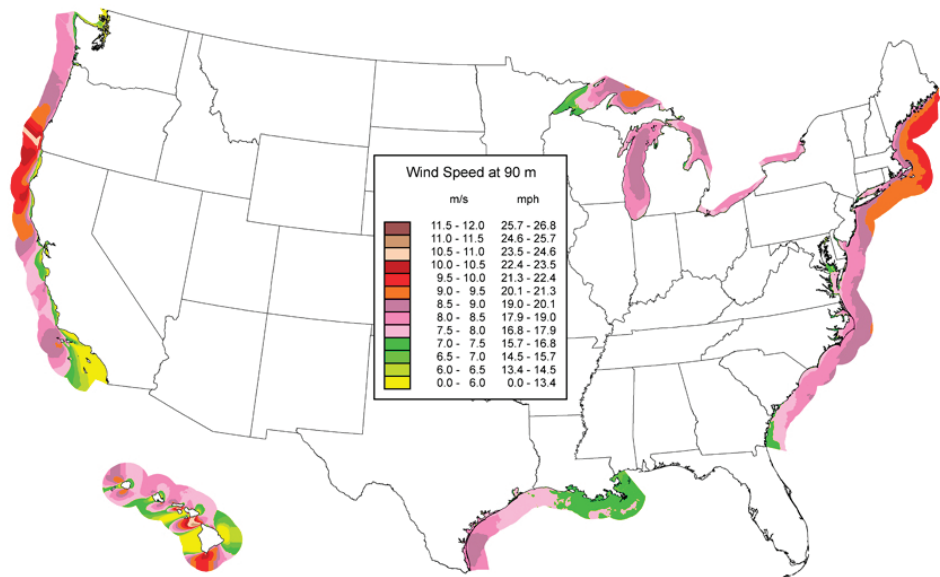 Wind Speed at 90 m
m/s mph
11.5 - 12.0 25.7 - 26.8
11.0 - 11.5 24.6 - 25.7
10.5 - 11.0 23.5 - 24.6
10.0 - 10.5 22.4 - 23.5
9.5 - 10.0 21.3 - 22.4
9.0 - 9.5 20.1 - 21.3
8.5 - 9.0 19.0 - 20.1
8.0 - 8.5 17.9 - 19.0
7.5 - 8.0 16.8 - 17.9
7.0 - 7.5 15.7 - 16.8
6.5 - 7.0 14.5 - 15.7
6.0 - 6.5 13.4 - 14.5
0.0 - 6.0 0.0 - 13.4